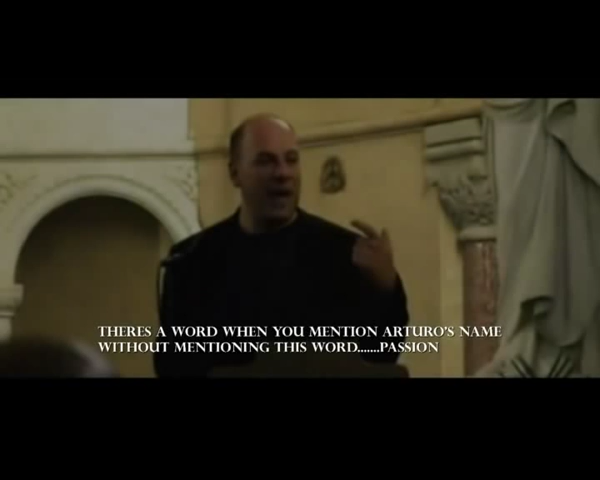 THERES A WORD WHEN YOU MENTION ARTURO'S NAME
WITHOUT MENTIONING THIS WORD.......PASSION